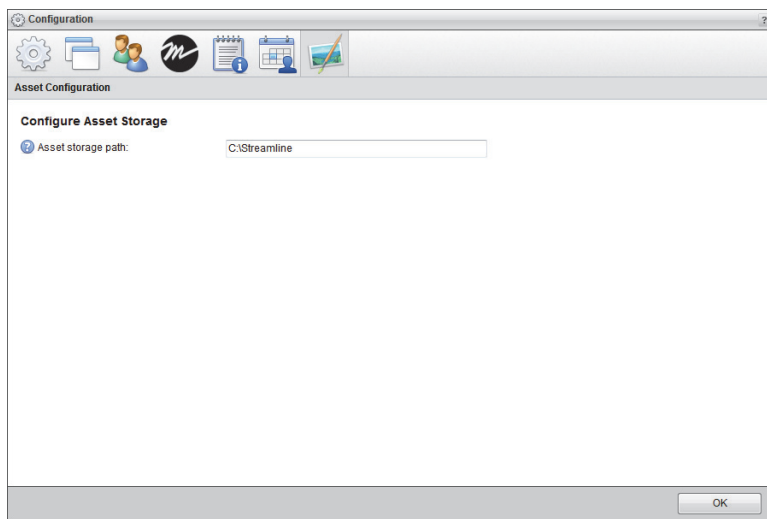 Configuration
?
Asset Configuration
Configure Asset Storage
? Asset storage path: C:\Streamline
OK